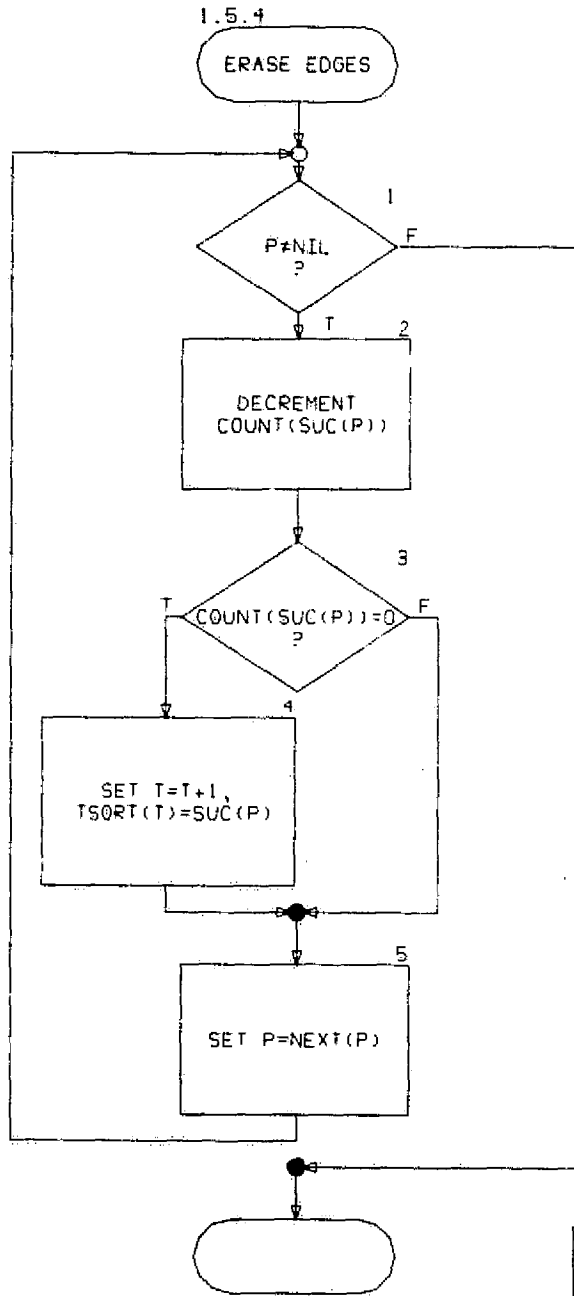 1.5.4
ERASE EDGES
1
P≠NIL
?
F
T
2
DECREMENT
COUNT(SUC(P))
3
T
COUNT(SUC(P))=0
?
F
4
SET T=T+1,
TSORT(T)=SUC(P)
5
SET P=NEXT(P)